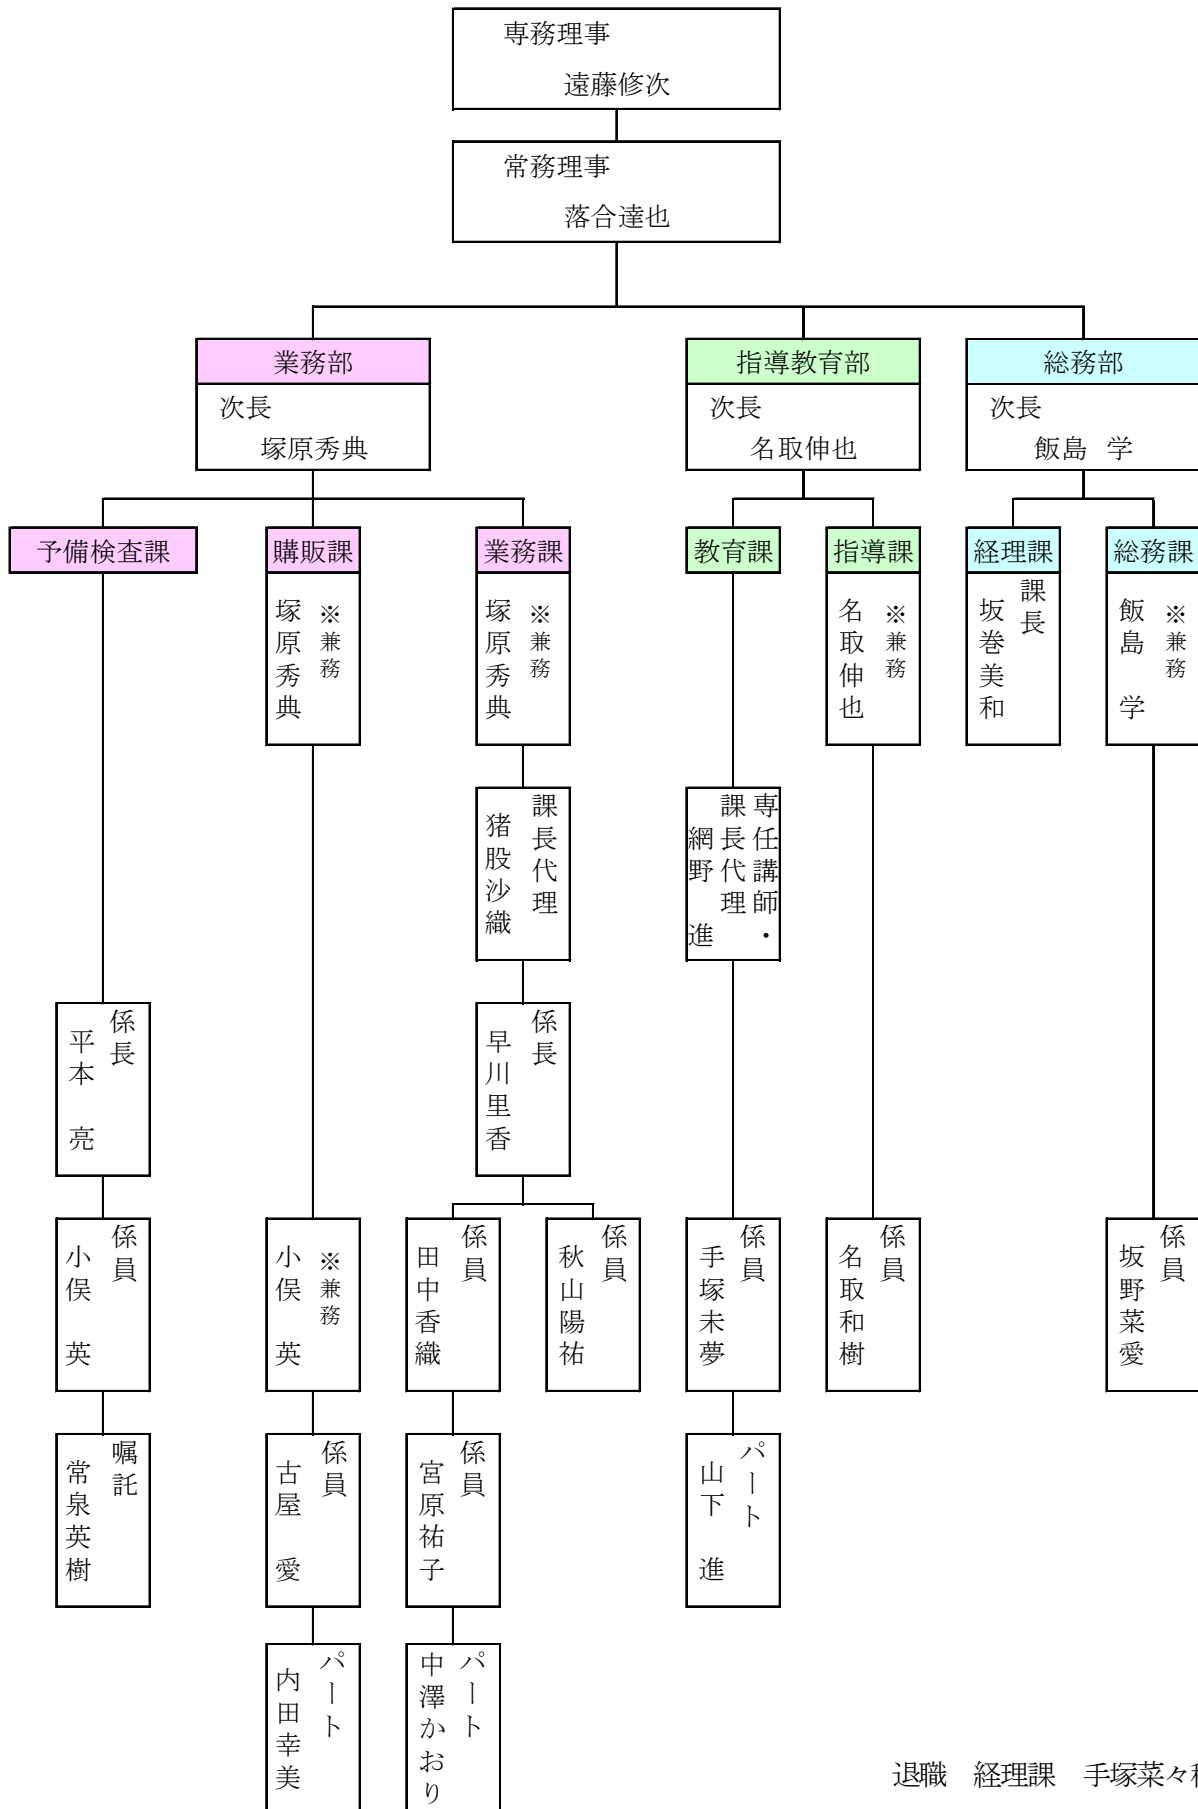 専務理事
遠藤修次
常務理事
落合達也
業務部
次長
塚原秀典
指導教育部
次長
名取伸也
総務部
次長
飯島 学
予備検査課
購販課
※兼務
塚原秀典
業務課
※兼務
塚原秀典
教育課
指導課
※兼務
名取伸也
経理課
課長
坂巻美和
総務課
※兼務
飯島 学
課長代理
猪股沙織
専任講師・
課長代理
網野 進
係長
平本 亮
係長
早川里香
係員
小俣 英
※兼務
小俣 英
係員
田中香織
係員
秋山陽祐
係員
手塚未夢
係員
名取和樹
係員
坂野菜愛
嘱託
常泉英樹
係員
古屋 愛
係員
宮原祐子
パート
山下 進
パート
内田幸美
パート
中澤かおり
退職 経理課 手塚菜々